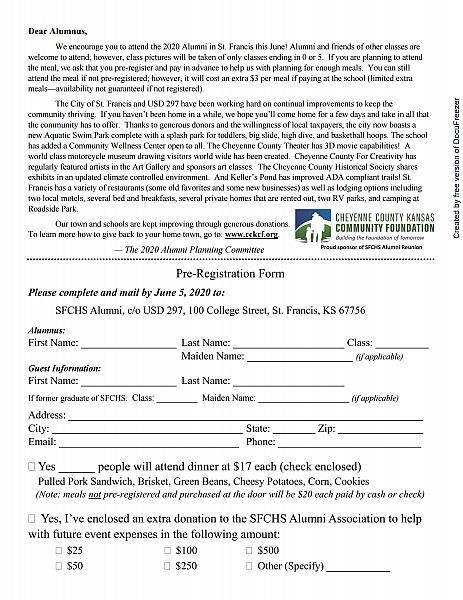 Dear Alumnus,
We encourage you to attend the 2020 Alumni in St. Francis this June! Alumni and friends of other classes are
welcome to attend; however, class pictures will be taken of only classes ending in 0 or 5. If you are planning to
attend the meal, we ask that you pre-register and pay in advance to help us with planning for enough meals. You can still
attend the meal if not pre-registered; however, it will cost an extra $3 per meal if paying at the school (limited extra
meals—availability not guaranteed if not registered).
The City of St. Francis and USD 297 have been working hard on continual improvements to keep the
community thriving. If you haven't been home in a while, we hope you'll come home for a few days and take in all that
the community has to offer. Thanks to generous donors and the willingness of local taxpayers, the city now boasts a
new Aquatic Swim Park complete with a splash park for toddlers, big slide, high dive, and basketball hoops. The school
has added a Community Wellness Center open to all. The Cheyenne County Theater has 3D movie capabilities! A
world class motorcycle museum drawing visitors world wide has been created. Cheyenne County For Creativity has
regularly featured artists in the Art Gallery and sponsors art classes. The Cheyenne County Historical Society shares
exhibits in an updated climate controlled environment. And Keller's Pond has improved ADA compliant trails! St.
Francis has a variety of restaurants (some old favorites and some new businesses) as well as lodging options including
two local motels, several bed and breakfasts, several private homes that are rented out, two RV parks, and camping at
Roadside Park.
Our town and schools are kept improving through generous donations.
To learn more how to give back to your home town, go to: www.cckcf.org.
— The 2020 Alumni Planning Committee
CHEYENNE COUNTY KANSAS
COMMUNITY FOUNDATION
Building the Foundation of Tomorrow
Proud sponsor of SFCHS Alumni Reunion
Created by free version of DocuFreezer
Pre-Registration Form
Please complete and mail by June 5, 2020 to:
SFCHS Alumni, c/o USD 297, 100 College Street, St. Francis, KS 67756
Alumnus:
First Name: Last Name: Class:
Maiden Name: (if applicable)
Guest Information:
First Name: Last Name:
If former graduate of SFCHS: Class: Maiden Name: (if applicable)
Address:
City: State: Zip:
Email: Phone:
☐ Yes ______ people will attend dinner at $17 each (check enclosed)
Pulled Pork Sandwich, Brisket, Green Beans, Cheesy Potatoes, Corn, Cookies
(Note: meals not pre-registered and purchased at the door will be $20 each paid by cash or check)
☐ Yes, I've enclosed an extra donation to the SFCHS Alumni Association to help
with future event expenses in the following amount:
☐ $25 ☐ $100 ☐ $500
☐ $50 ☐ $250 ☐ Other (Specify)